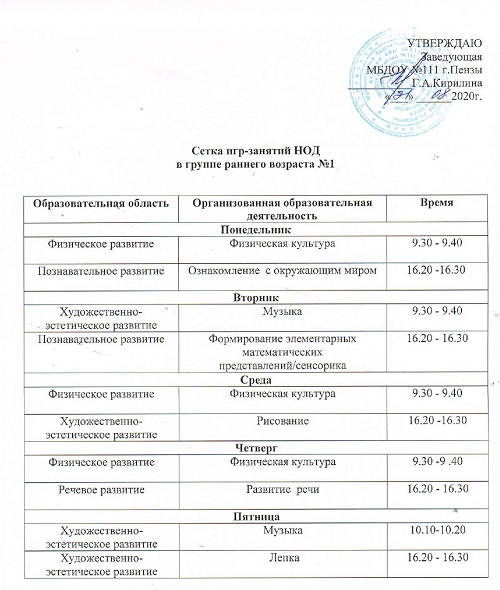 УТВЕРЖДАЮ
Заведующая
МБДОУ №111 г.Пензы
Г.А.Кирилина
«31» 08 2020г.
Сетка игр-занятий НОД
в группе раннего возраста №1
Образовательная область Организованная образовательная деятельность Время
Понедельник
Физическое развитие Физическая культура 9.30 - 9.40
Познавательное развитие Ознакомление с окружающим миром 16.20 -16.30
Вторник
Художественно-эстетическое развитие Музыка 9.30 - 9.40
Познавательное развитие Формирование элементарных математических представлений/сенсорика 16.20 - 16.30
Среда
Физическое развитие Физическая культура 9.30 - 9.40
Художественно-эстетическое развитие Рисование 16.20 -16.30
Четверг
Физическое развитие Физическая культура 9.30 -9 .40
Речевое развитие Развитие речи 16.20 - 16.30
Пятница
Художественно-эстетическое развитие Музыка 10.10-10.20
Художественно-эстетическое развитие Лепка 16.20 - 16.30